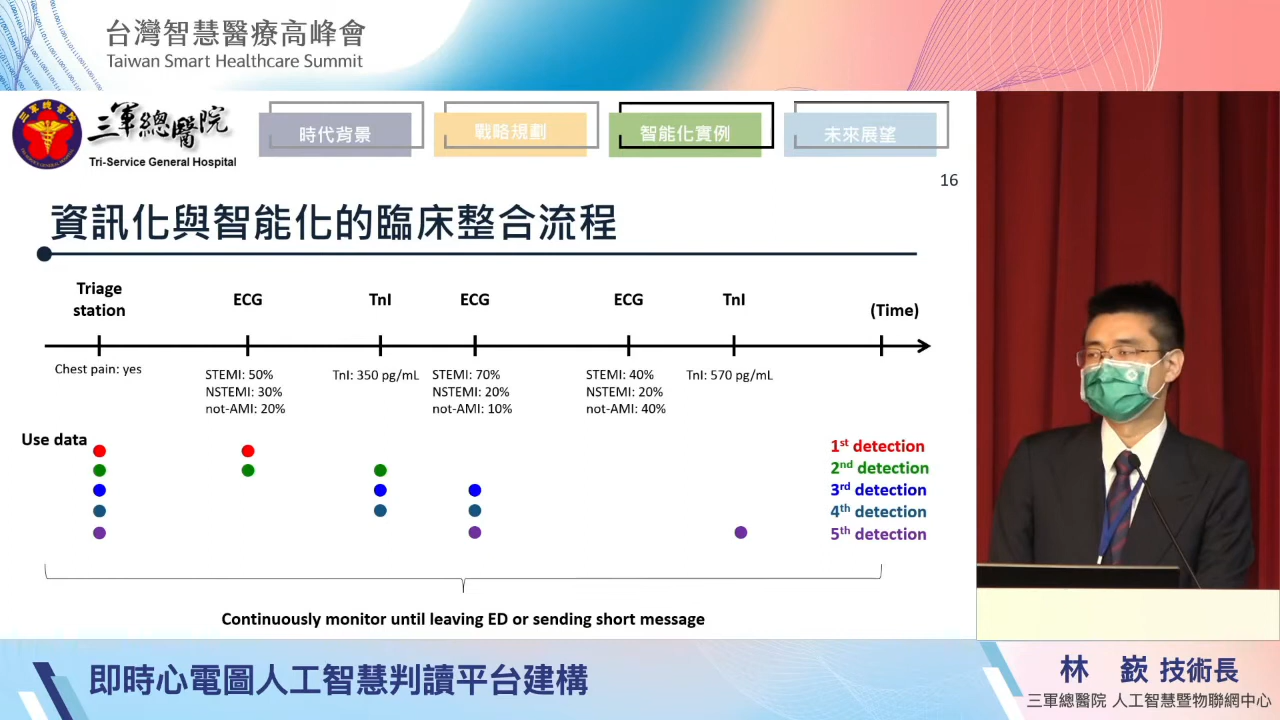 台灣智慧醫療高峰會
Taiwan Smart Healthcare Summit
三軍總醫院
三軍總醫院
Tri-Service General Hospital
時代背景
戰略規劃
智能化實例
未來展望
16
資訊化與智能化的臨床整合流程
Triage
station
ECG
TnI
ECG
ECG
TnI
(Time)
Chest pain: yes
STEMI: 50%
NSTEMI: 30%
not-AMI: 20%
TnI: 350 pg/mL
STEMI: 70%
NSTEMI: 20%
not-AMI: 10%
STEMI: 40%
NSTEMI: 20%
not-AMI: 40%
TnI: 570 pg/mL
Use data
1st detection
2nd detection
3rd detection
4th detection
5th detection
Continuously monitor until leaving ED or sending short message
即時心電圖人工智慧判讀平台建構
林 嶔 技術長
三軍總醫院 人工智慧暨物聯網中心